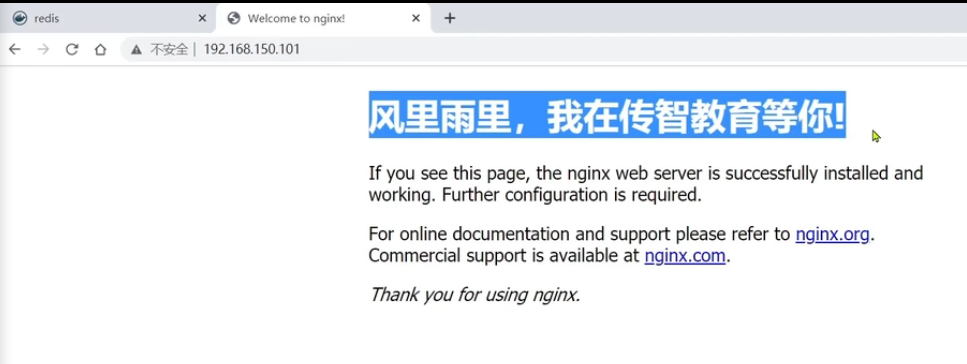 redis
Welcome to nginx!
不安全 192.168.150.101
风里雨里，我在传智教育等你!
If you see this page, the nginx web server is successfully installed and
working. Further configuration is required.
For online documentation and support please refer to nginx.org.
Commercial support is available at nginx.com.
Thank you for using nginx.